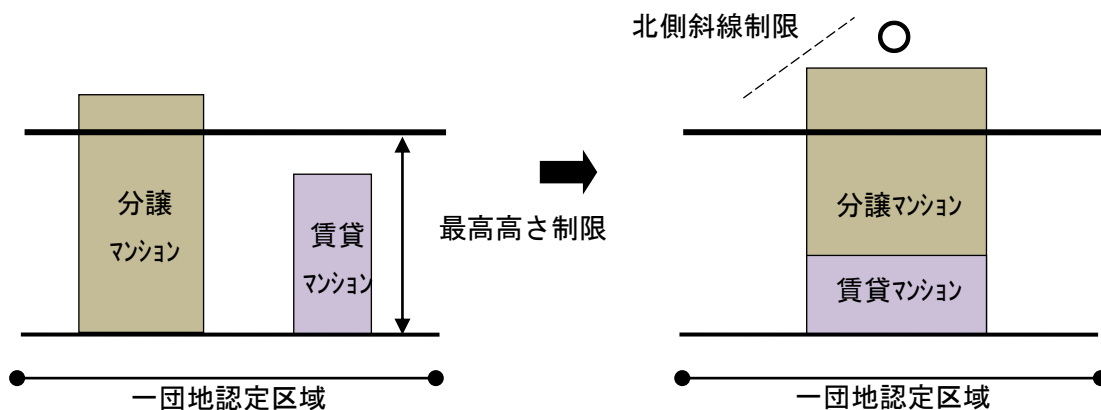 北側斜線制限
○
分譲
ﾏﾝｼｮﾝ
賃貸
ﾏﾝｼｮﾝ
最高高さ制限
分譲ﾏﾝｼｮﾝ
賃貸ﾏﾝｼｮﾝ
一団地認定区域
一団地認定区域